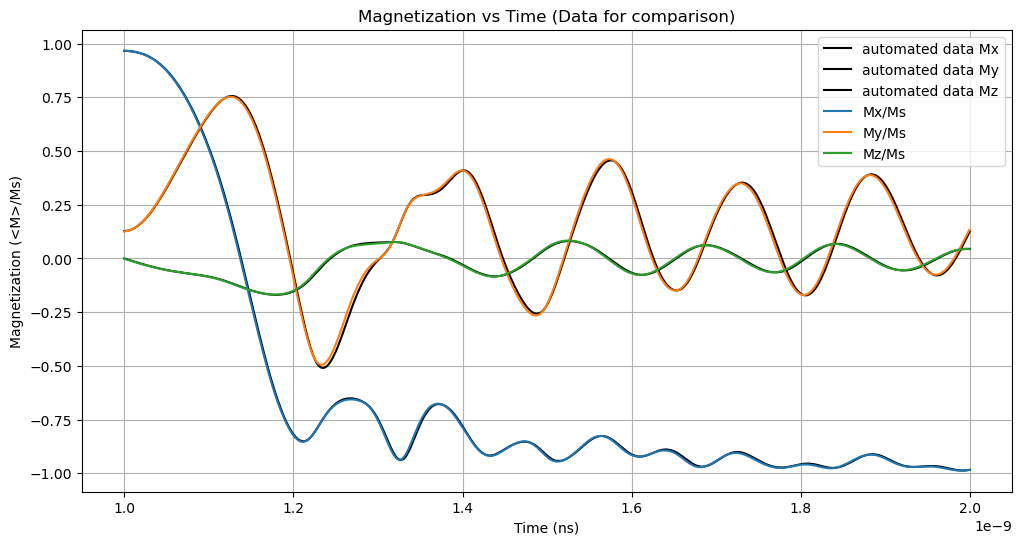 Magnetization vs Time (Data for comparison)
Magnetization (<M>/Ms)
1.00
0.75
0.50
0.25
0.00
−0.25
−0.50
−0.75
−1.00
automated data Mx
automated data My
automated data Mz
Mx/Ms
My/Ms
Mz/Ms
1.0 1.2 1.4 1.6 1.8 2.0
1e−9
Time (ns)